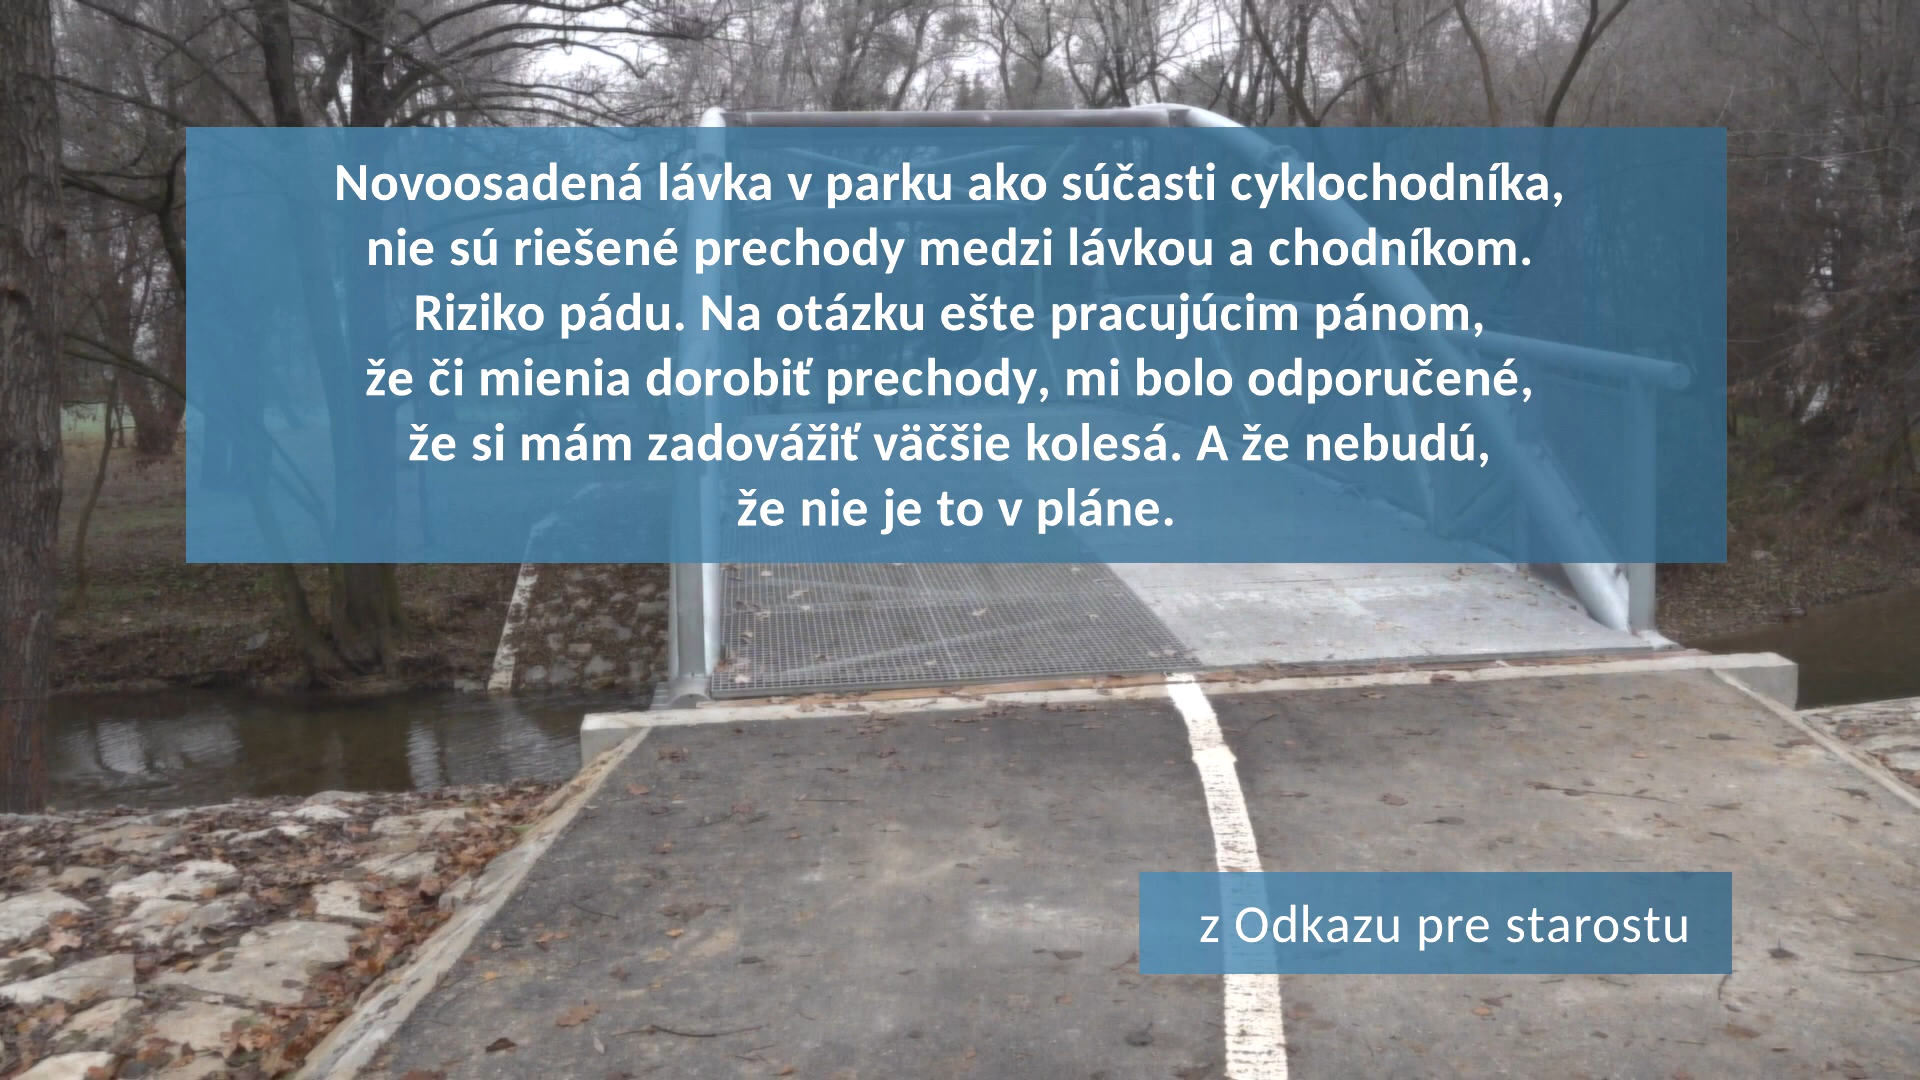 Novoosadená lávka v parku ako súčasti cyklochodníka,
nie sú riešené prechody medzi lávkou a chodníkom.
Riziko pádu. Na otázku ešte pracujúcim pánom,
že či mienia dorobiť prechody, mi bolo odporučené,
že si mám zadovážiť väčšie kolesá. A že nebudú,
že nie je to v pláne.
z Odkazu pre starostu